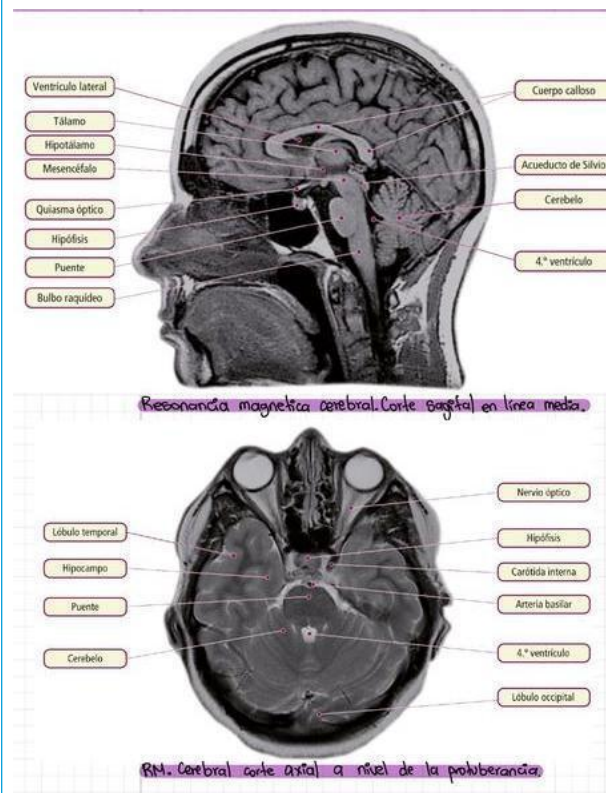 Ventrículo lateral
Tálamo
Hipotálamo
Mesencéfalo
Quiasma óptico
Hipófisis
Puente
Bulbo raquídeo
Cuerpo calloso
Acueducto de Silvio
Cerebelo
4.º ventrículo
Resonancia magnetica cerebral. Corte sagital en línea media.
Lóbulo temporal
Hipocampo
Puente
Cerebelo
Nervio óptico
Hipófisis
Carótida interna
Arteria basilar
4.º ventrículo
Lóbulo occipital
RM. Cerebral corte axial a nivel de la protuberancia.